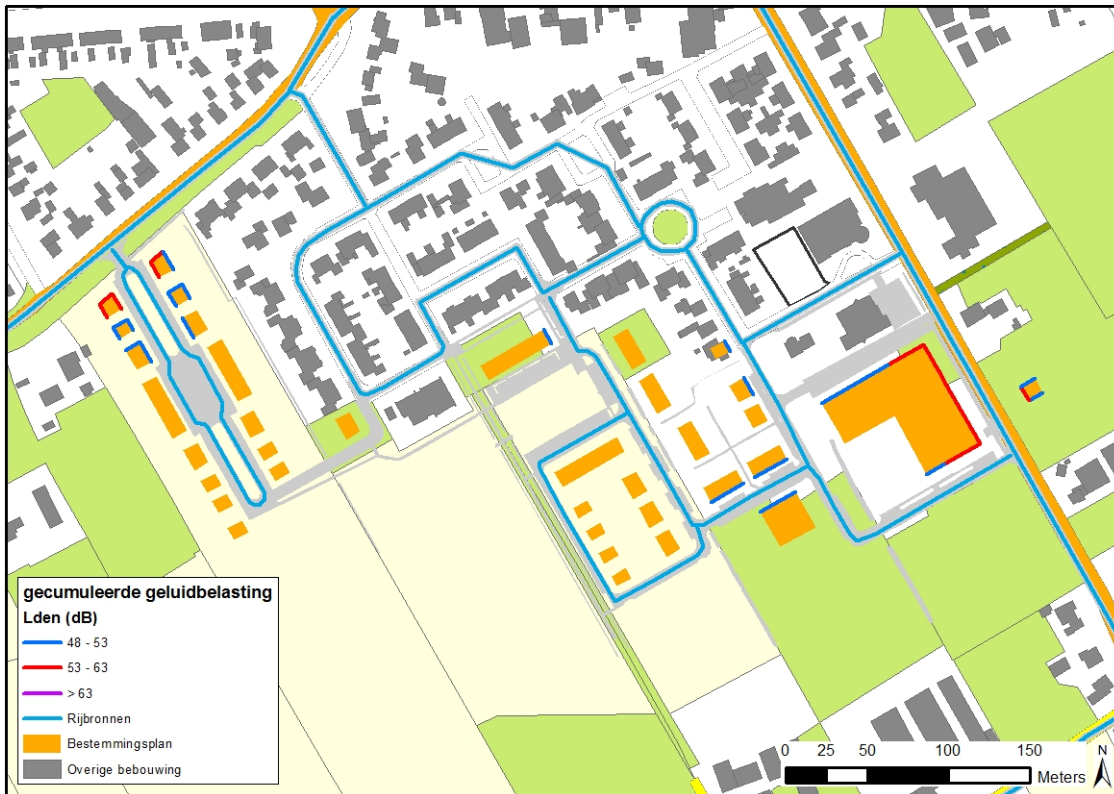 gecumuleerde geluidbelasting
Lden (dB)
48 - 53
53 - 63
> 63
Rijbronnen
Bestemmingsplan
Overige bebouwing
0 25 50 100 150
Meters
N